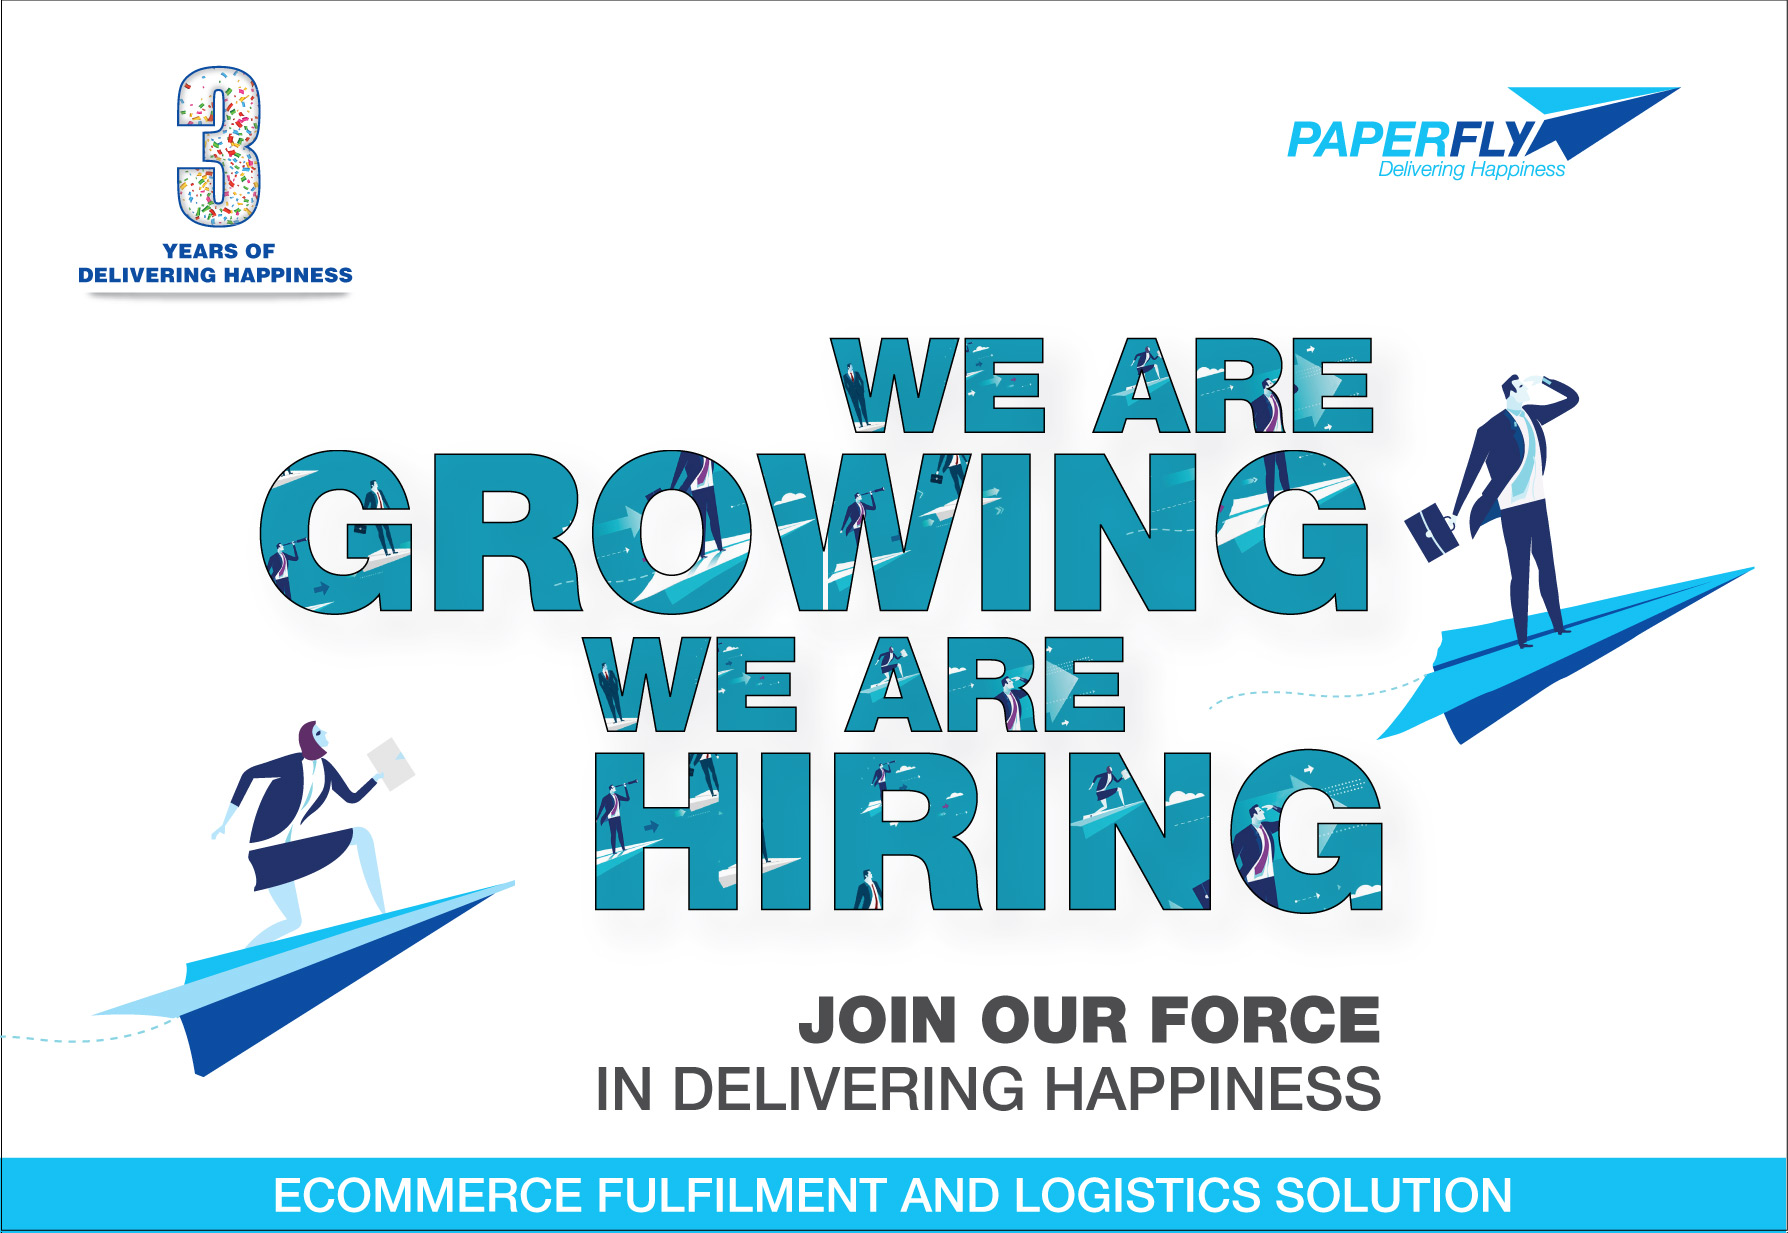 3
YEARS OF
DELIVERING HAPPINESS
PAPERFLY
Delivering Happiness
WE ARE
GROWING
WE ARE
HIRING
JOIN OUR FORCE
IN DELIVERING HAPPINESS
ECOMMERCE FULFILMENT AND LOGISTICS SOLUTION